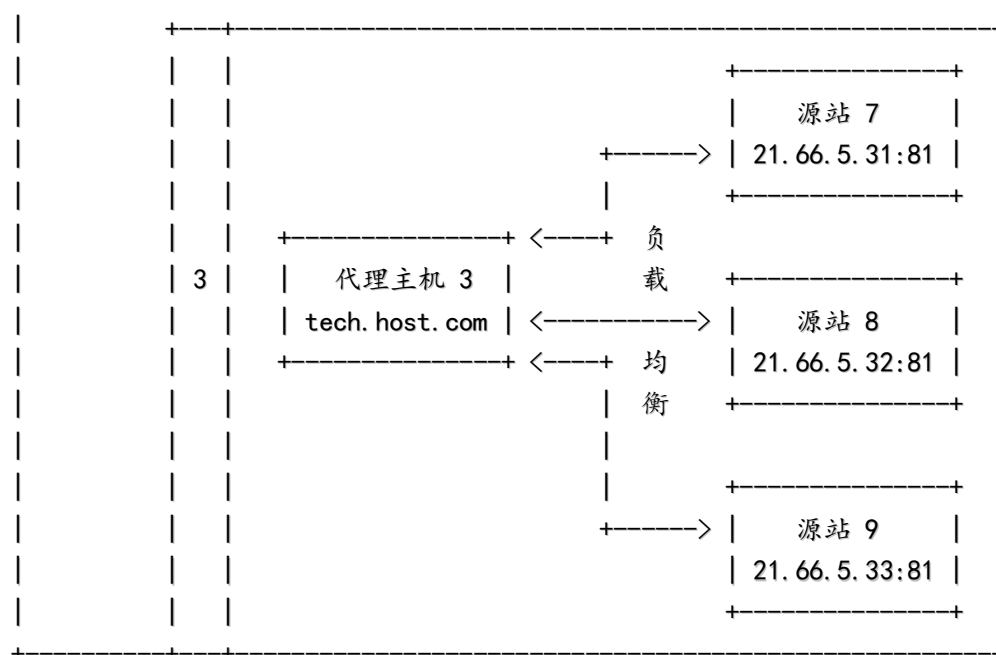 源站 7
21.66.5.31:81
负
3
代理主机 3
载
tech.host.com
源站 8
均
21.66.5.32:81
衡
源站 9
21.66.5.33:81